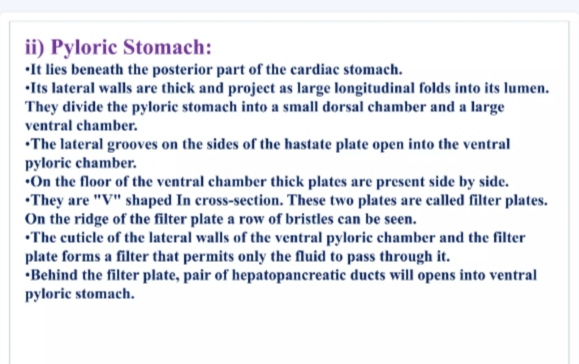 ii) Pyloric Stomach:
•It lies beneath the posterior part of the cardiac stomach.
•Its lateral walls are thick and project as large longitudinal folds into its lumen.
They divide the pyloric stomach into a small dorsal chamber and a large
ventral chamber.
•The lateral grooves on the sides of the hastate plate open into the ventral
pyloric chamber.
•On the floor of the ventral chamber thick plates are present side by side.
•They are "V" shaped In cross-section. These two plates are called filter plates.
On the ridge of the filter plate a row of bristles can be seen.
•The cuticle of the lateral walls of the ventral pyloric chamber and the filter
plate forms a filter that permits only the fluid to pass through it.
•Behind the filter plate, pair of hepatopancreatic ducts will opens into ventral
pyloric stomach.